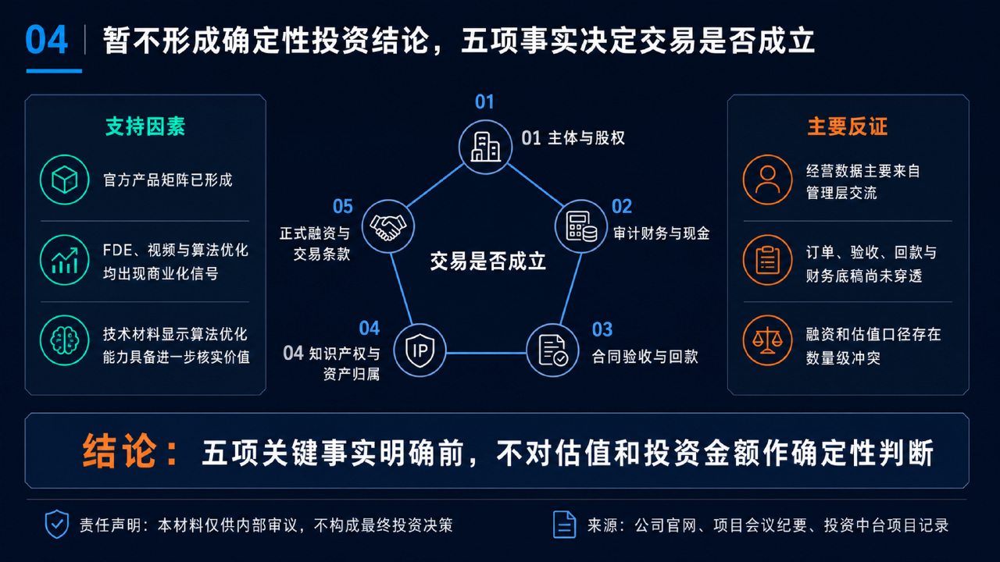 04
暂不形成确定性投资结论，五项事实决定交易是否成立
支持因素
官方产品矩阵已形成
FDE、视频与算法优化
均出现商业化信号
技术材料显示算法优化
能力具备进一步核实价值
01
01 主体与股权
02
审计财务与现金
03
合同验收与回款
04
04 知识产权与
资产归属
IP
05
正式融资与
交易条款
交易是否成立
主要反证
经营数据主要来自
管理层交流
订单、验收、回款与
财务底稿尚未穿透
融资和估值口径存在
数量级冲突
结论：五项关键事实明确前，不对估值和投资金额作确定性判断
责任声明：本材料仅供内部审议，不构成最终投资决策
来源：公司官网、项目会议纪要、投资中台项目记录